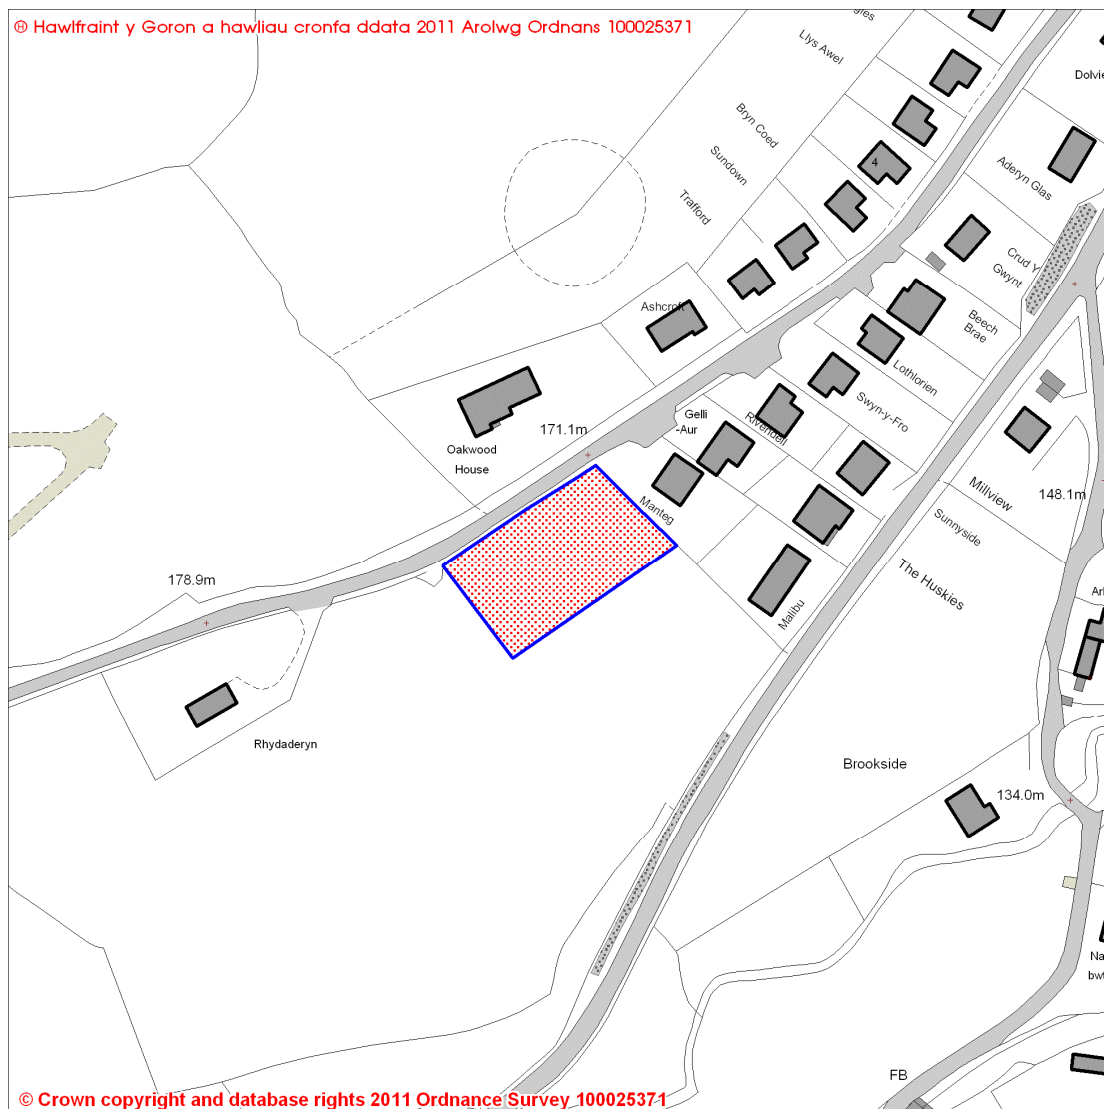 Ⓗ Hawlfraint y Goron a hawliau cronfa ddata 2011 Arolwg Ordnans 100025371
Llys Awel
Dolvie
Bryn Coed
Sundown
4
Aderyn Glas
Trafford
Crud Y
Gwynt
Ashcroft
Beech
Brae
Lothlorien
Swyn-y-Fro
Gelli
-Aur
Rivendell
171.1m
Oakwood
House
Manteg
Millview
148.1m
Sunnyside
The Huskies
178.9m
Malibu
Rhydaderyn
Brookside
134.0m
FB
© Crown copyright and database rights 2011 Ordnance Survey 100025371